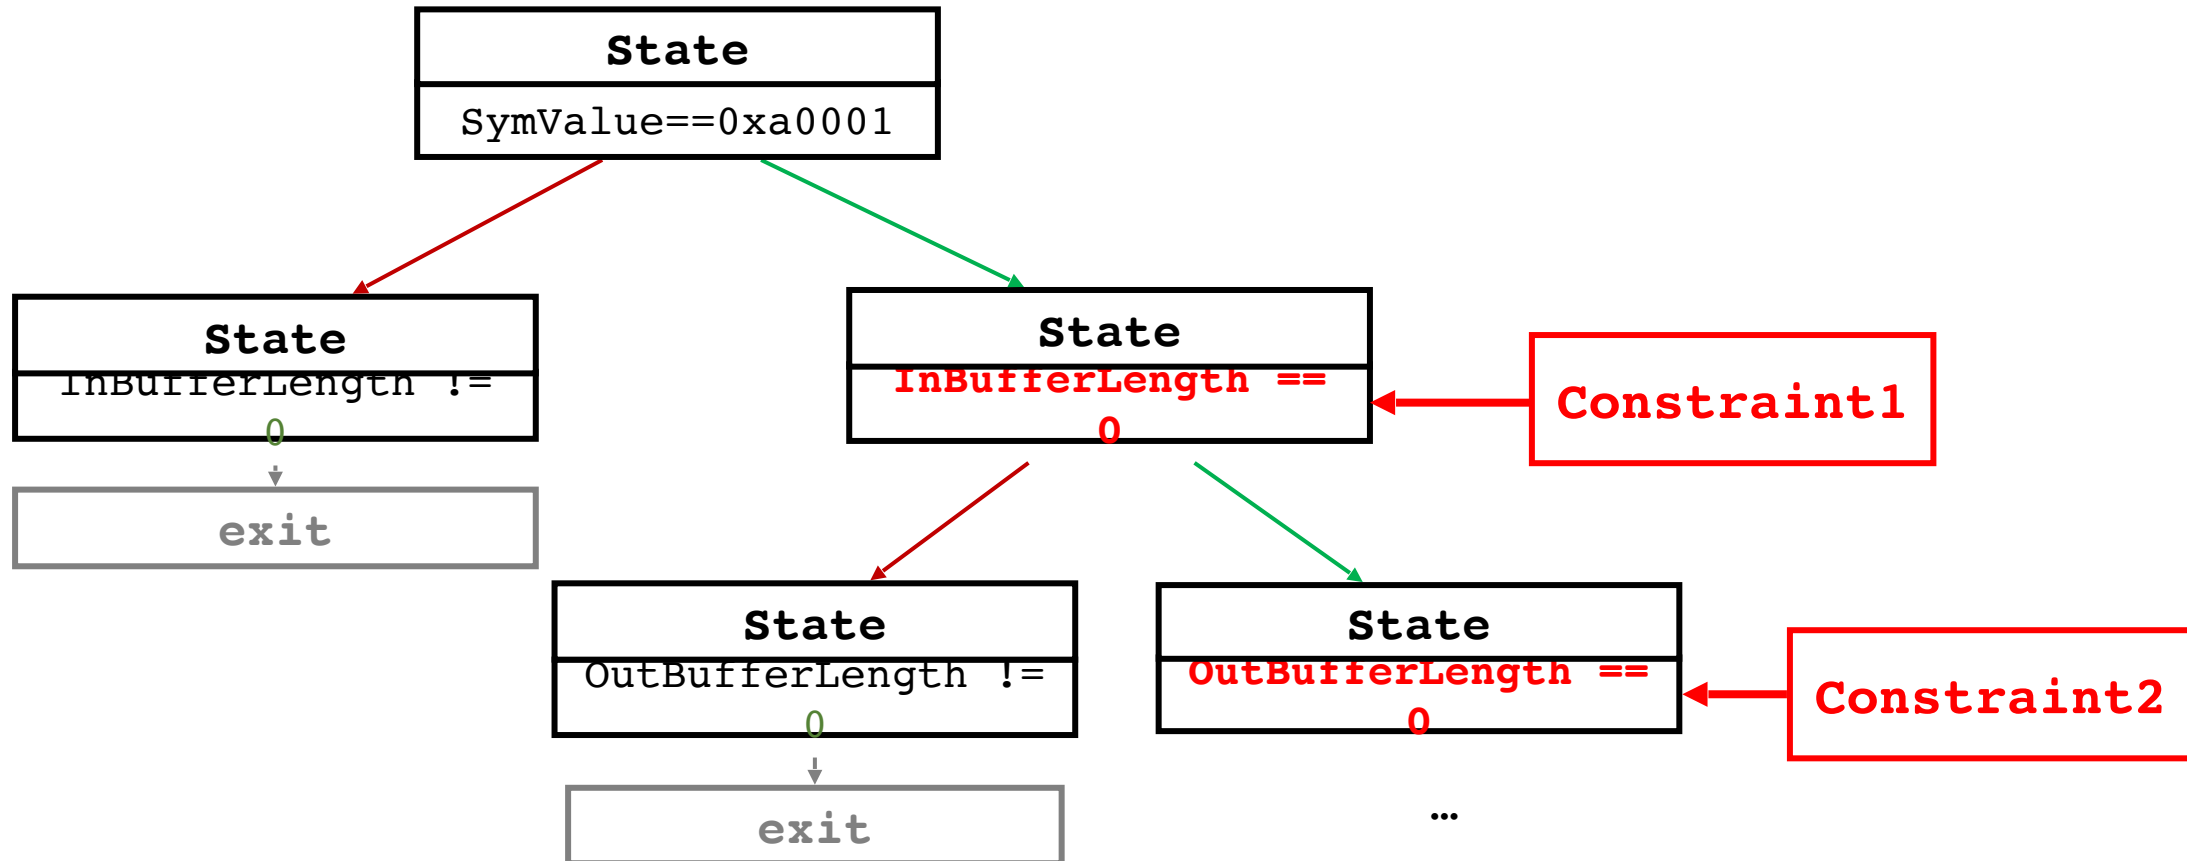 State
SymValue==0xa0001
State
InBufferLength !=
0
exit
State
InBufferLength ==
0
Constraint1
State
OutBufferLength !=
0
exit
State
OutBufferLength ==
0
Constraint2
…